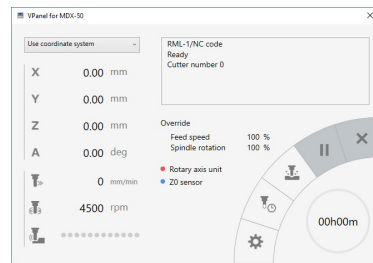 VPanel for MDX-50
Use coordinate system
X 0.00 mm
Y 0.00 mm
Z 0.00 mm
A 0.00 deg
0 mm/min
4500 rpm
RML-1/NC code
Ready
Cutter number 0
Override
Feed speed 100 %
Spindle rotation 100 %
Rotary axis unit
Z0 sensor
00h00m